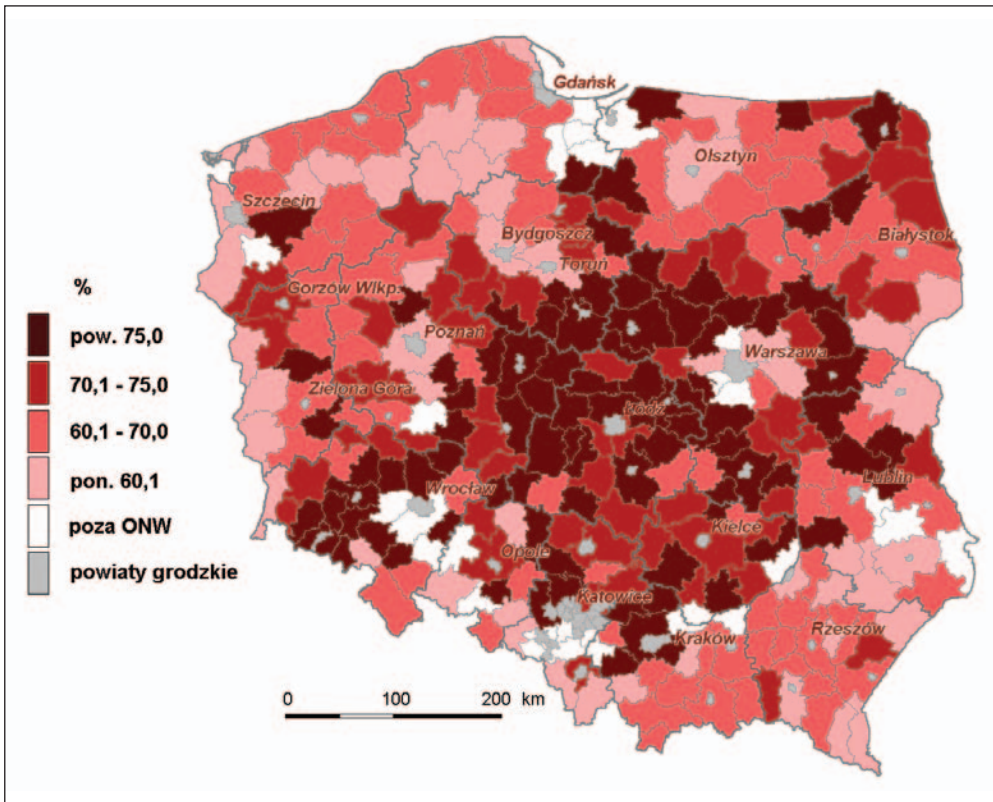 Gdańsk
Olsztyn
Szczecin
Bydgoszcz
Białystok
Toruń
Gorzów Wlkp.
%
pow. 75,0
Poznań
Warszawa
70,1 - 75,0
Zielona Góra
60,1 - 70,0
Łódź
pon. 60,1
Lublin
Wrocław
poza ONW
Kielce
Opole
powiaty grodzkie
Katowice
Kraków
Rzeszów
0 100 200 km